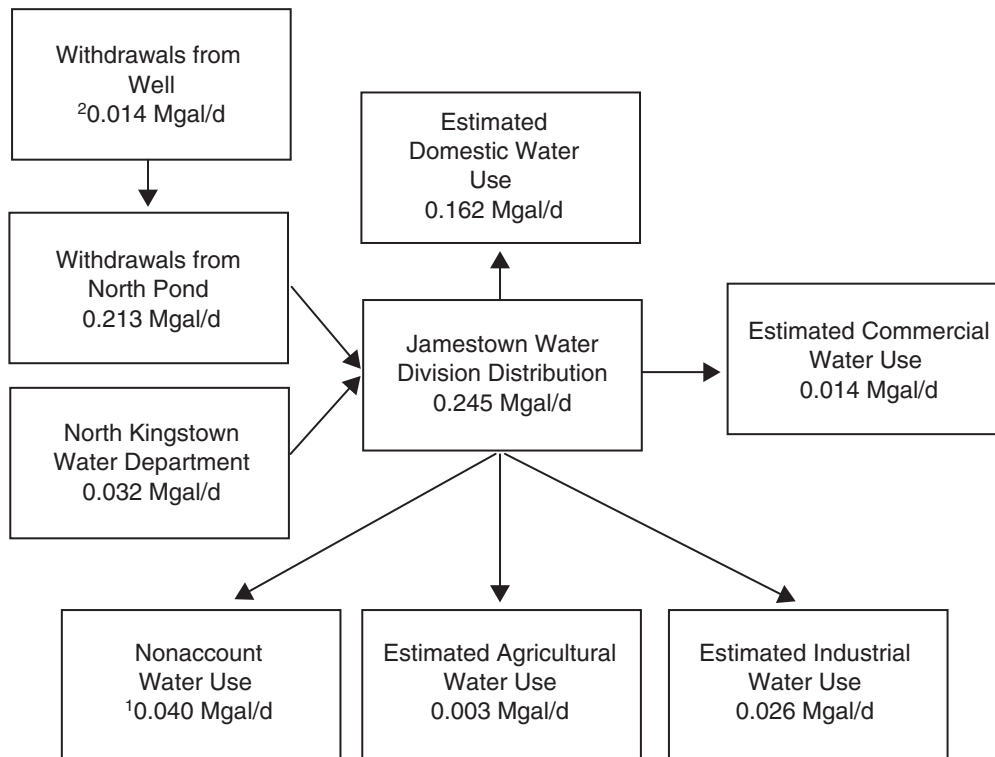 Withdrawals from
Well
²0.014 Mgal/d
Estimated
Domestic Water
Use
0.162 Mgal/d
Withdrawals from
North Pond
0.213 Mgal/d
Jamestown Water
Division Distribution
0.245 Mgal/d
Estimated Commercial
Water Use
0.014 Mgal/d
North Kingstown
Water Department
0.032 Mgal/d
Nonaccount
Water Use
¹0.040 Mgal/d
Estimated Agricultural
Water Use
0.003 Mgal/d
Estimated Industrial
Water Use
0.026 Mgal/d